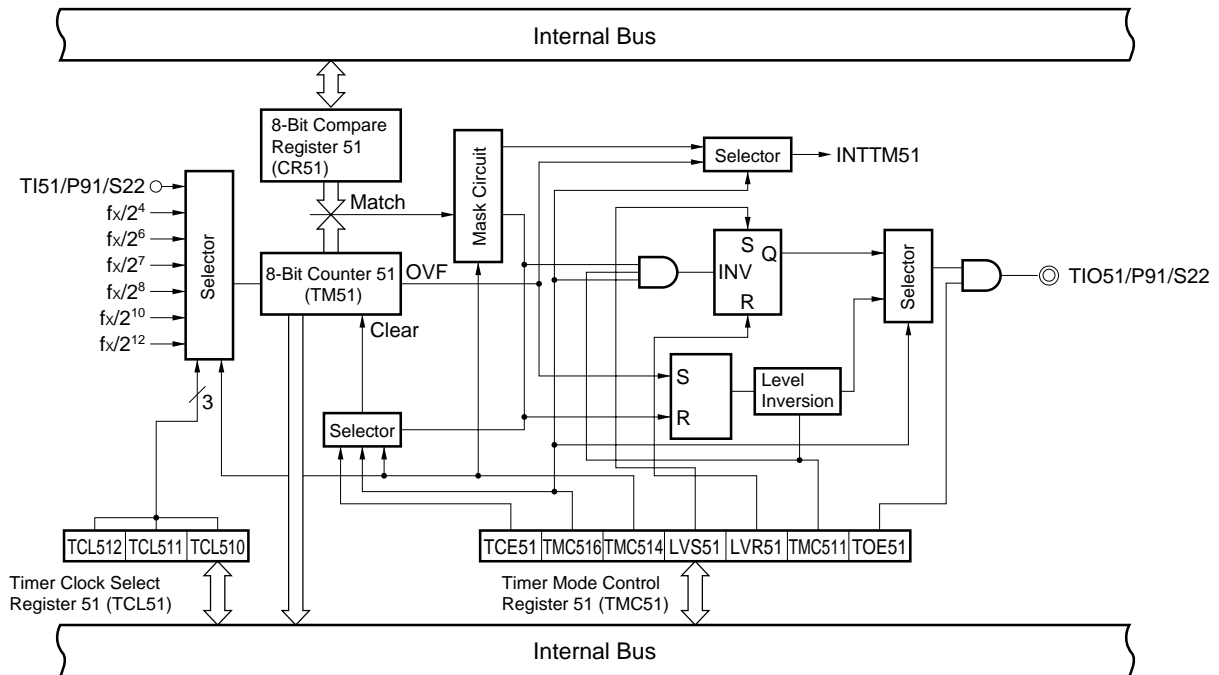 Internal Bus
8-Bit Compare
Register 51
(CR51)
Mask Circuit
Selector
INTTM51
TI51/P91/S22
Match
fx/2⁴
fx/2⁶
fx/2⁷
fx/2⁸
fx/2¹⁰
fx/2¹²
Selector
8-Bit Counter 51
(TM51)
OVF
Clear
S
INV
Q
R
Selector
TIO51/P91/S22
3
Selector
S
R
Level
Inversion
TCL512 TCL511 TCL510
TCE51 TMC516 TMC514 LVS51 LVR51 TMC511 TOE51
Timer Clock Select
Register 51 (TCL51)
Timer Mode Control
Register 51 (TMC51)
Internal Bus